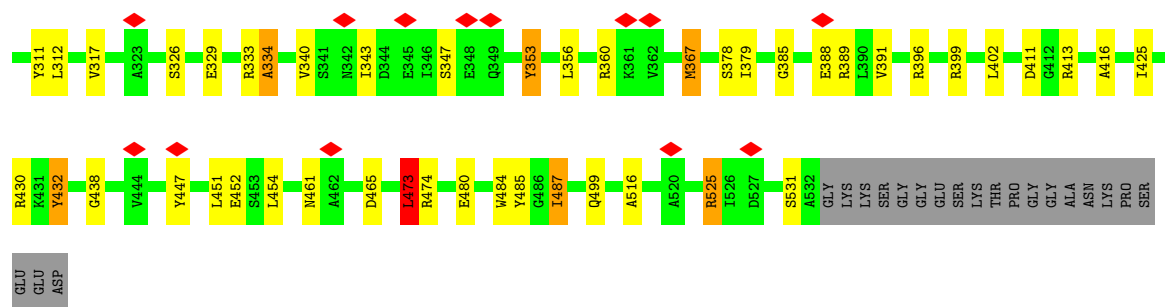 Y311 L312 V317 A323 S326 E329 R333 A334 V340 S341 N342 I343 D344 E345 I346 S347 E348 Q349 Y353 L356 R360 K361 V362 M367 S378 I379 G385 E388 R389 L390 V391 R396 R399 L402 D411 G412 R413 A416 I425
R430 K431 Y432 G438 V444 Y447 L451 E452 S453 L454 N461 A462 D465 L473 R474 E480 W484 Y485 G486 I487 Q499 A516 A520 R525 I526 D527 S531 A532 GLY LYS LYS SER GLY GLY GLU SER LYS THR PRO GLY GLY ALA ASN LYS PRO SER
GLU GLU ASP